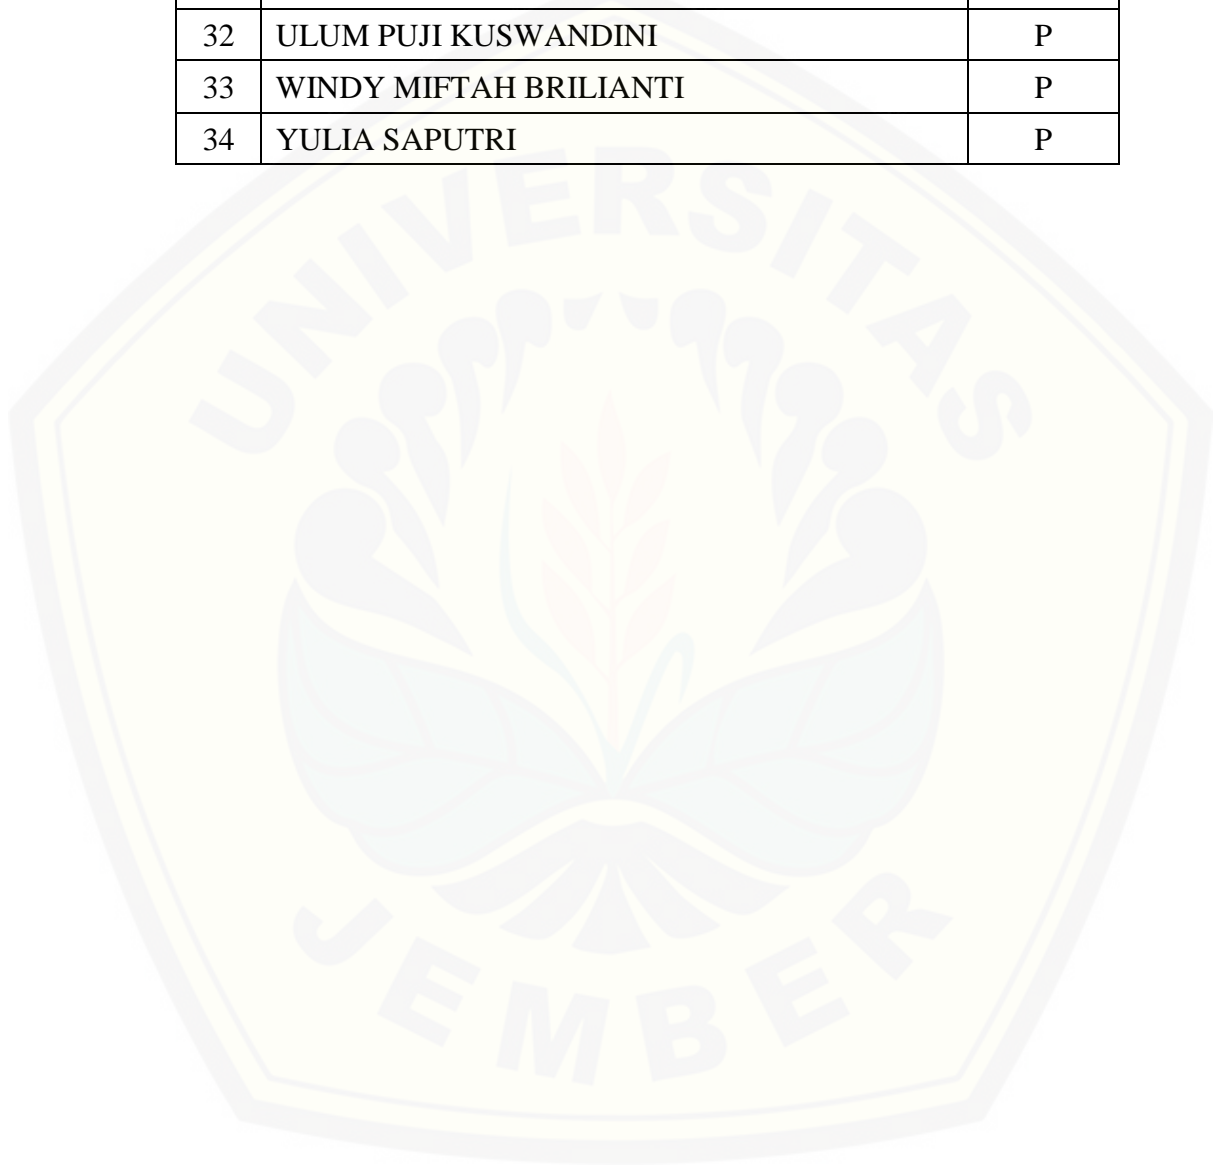 32 ULUM PUJI KUSWANDINI P
33 WINDY MIFTAH BRILIANTI P
34 YULIA SAPUTRI P
UNIVERSITAS
JEMBER